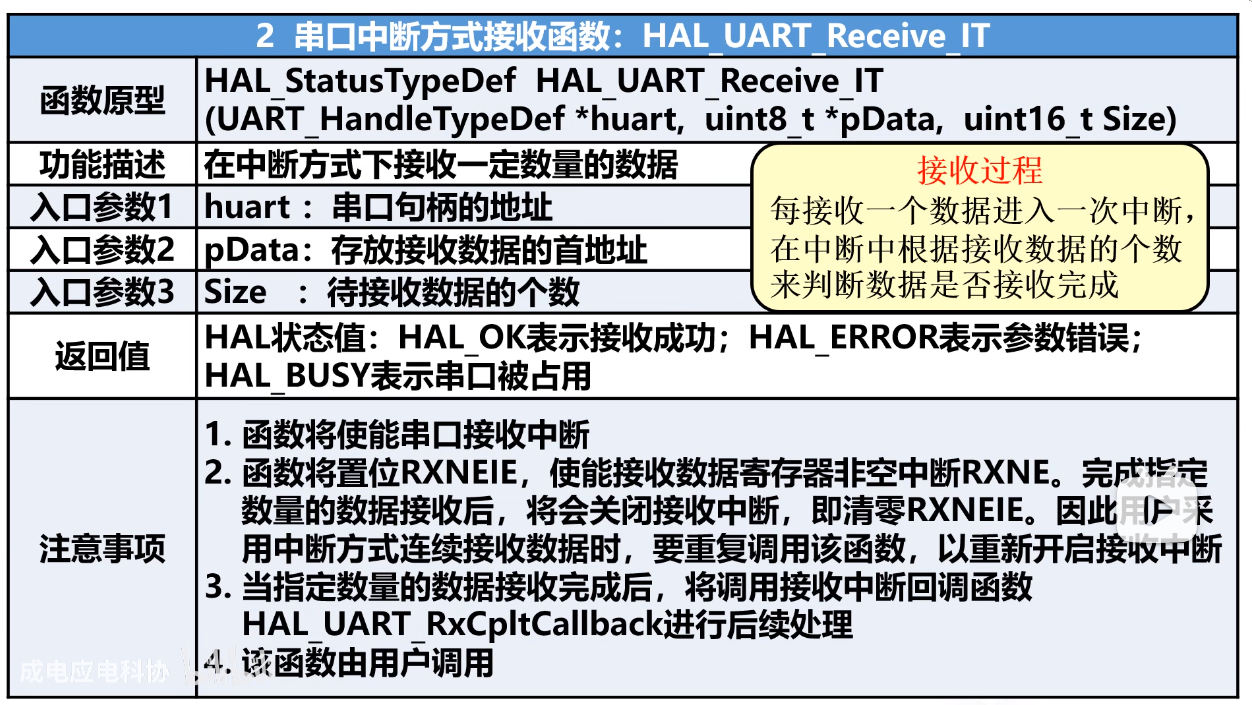 2 串口中断方式接收函数：HAL_UART_Receive_IT
函数原型
HAL_StatusTypeDef HAL_UART_Receive_IT
(UART_HandleTypeDef *huart, uint8_t *pData, uint16_t Size)
功能描述
在中断方式下接收一定数量的数据
入口参数1
huart ：串口句柄的地址
入口参数2
pData：存放接收数据的首地址
入口参数3
Size ：待接收数据的个数
接收过程
每接收一个数据进入一次中断，
在中断中根据接收数据的个数
来判断数据是否接收完成
返回值
HAL状态值：HAL_OK表示接收成功；HAL_ERROR表示参数错误；
HAL_BUSY表示串口被占用
注意事项
1. 函数将使能串口接收中断
2. 函数将置位RXNEIE，使能接收数据寄存器非空中断RXNE。完成指定
数量的数据接收后，将会关闭接收中断，即清零RXNEIE。因此用户采
用中断方式连续接收数据时，要重复调用该函数，以重新开启接收中断
3. 当指定数量的数据接收完成后，将调用接收中断回调函数
HAL_UART_RxCpltCallback进行后续处理
4. 该函数由用户调用
成电应电科协